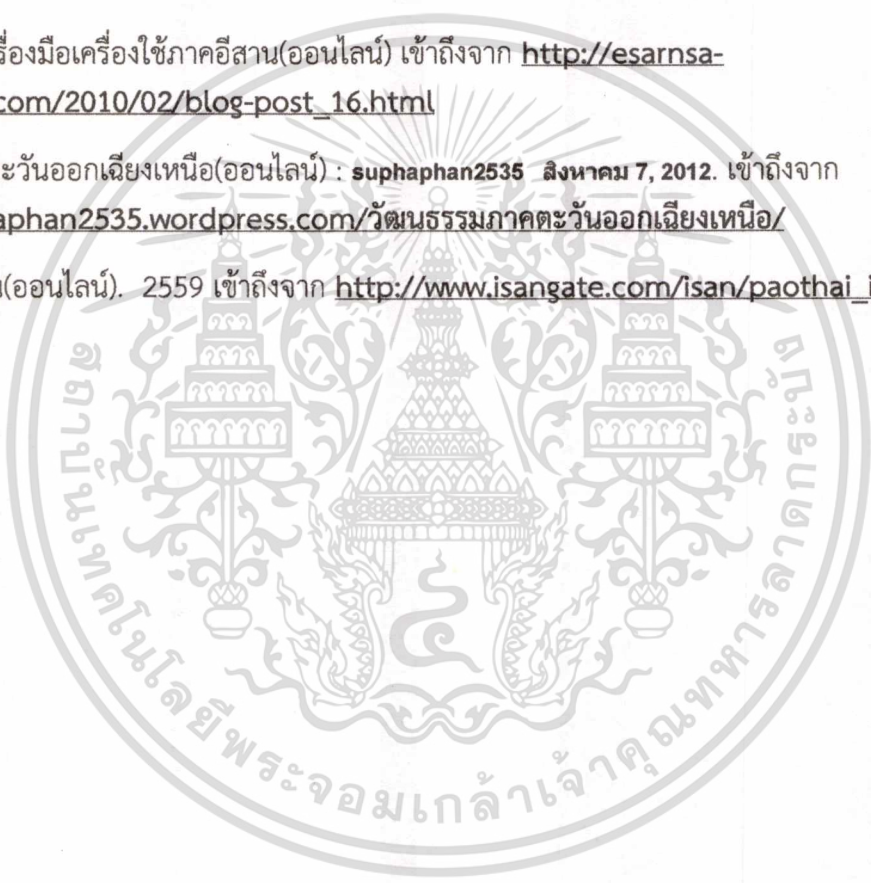 รื่องมือเครื่องใช้ภาคอีสาน(ออนไลน์) เข้าถึงจาก http://esarnsa-
com/2010/02/blog-post_16.html
ะวันออกเฉียงเหนือ(ออนไลน์) : suphaphan2535 สิงหาคม 7, 2012. เข้าถึงจาก
aphan2535.wordpress.com/วัฒนธรรมภาคตะวันออกเฉียงเหนือ/
(ออนไลน์). 2559 เข้าถึงจาก http://www.isangate.com/isan/paothai_i
สถาบันเทคโนโลยีพระจอมเกล้าเจ้าคุณทหารลาดกระบัง
๔